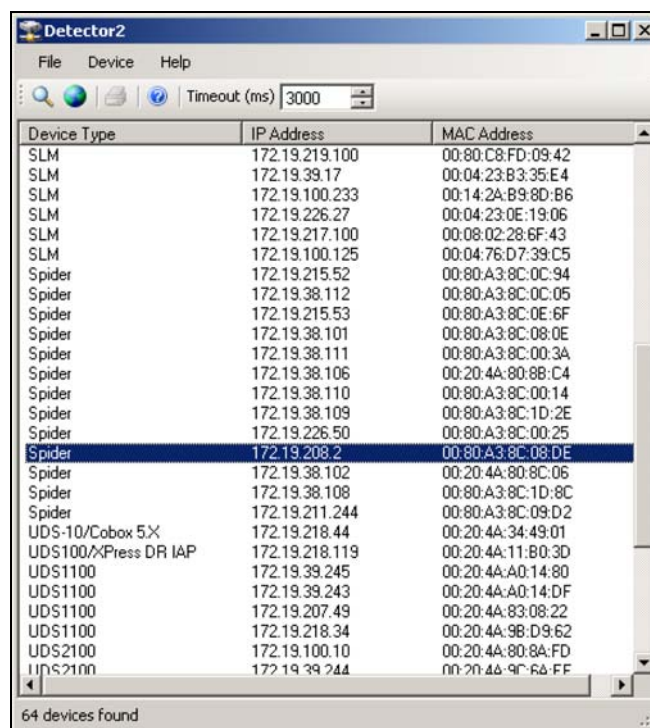 Detector2
File Device Help
Timeout (ms) 3000
Device Type IP Address MAC Address
SLM 172.19.219.100 00:80:C8:FD:09:42
SLM 172.19.39.17 00:04:23:B3:35:E4
SLM 172.19.100.233 00:14:2A:B9:8D:B6
SLM 172.19.226.27 00:04:23:0E:19:06
SLM 172.19.217.100 00:08:02:28:6F:43
SLM 172.19.100.125 00:04:76:D7:39:C5
Spider 172.19.215.52 00:80:A3:8C:0C:94
Spider 172.19.38.112 00:80:A3:8C:0C:05
Spider 172.19.215.53 00:80:A3:8C:0E:6F
Spider 172.19.38.101 00:80:A3:8C:08:0E
Spider 172.19.38.111 00:80:A3:8C:00:3A
Spider 172.19.38.106 00:20:4A:80:8B:C4
Spider 172.19.38.110 00:80:A3:8C:00:14
Spider 172.19.38.109 00:80:A3:8C:1D:2E
Spider 172.19.226.50 00:80:A3:8C:00:25
Spider 172.19.208.2 00:80:A3:8C:08:DE
Spider 172.19.38.102 00:20:4A:80:8C:06
Spider 172.19.38.108 00:80:A3:8C:1D:8C
Spider 172.19.211.244 00:80:A3:8C:09:D2
UDS-10/Cobox 5.X 172.19.218.44 00:20:4A:34:49:01
UDS100/XPress DR IAP 172.19.218.119 00:20:4A:11:B0:3D
UDS1100 172.19.39.245 00:20:4A:A0:14:80
UDS1100 172.19.39.243 00:20:4A:A0:14:DF
UDS1100 172.19.207.49 00:20:4A:83:08:22
UDS1100 172.19.218.34 00:20:4A:9B:D9:62
UDS2100 172.19.100.10 00:20:4A:80:8A:FD
UDS2100 172.19.39.244
64 devices found